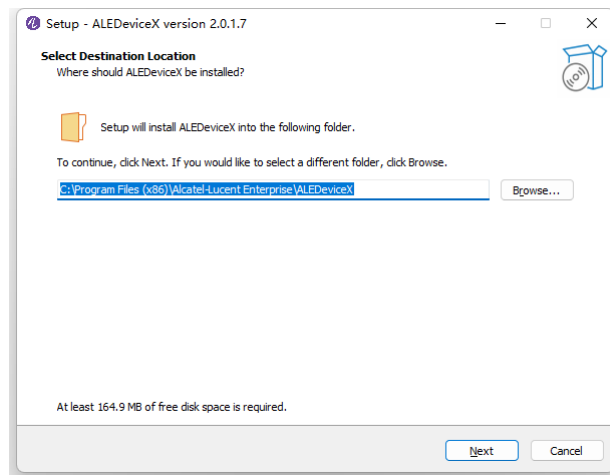 Setup - ALEDeviceX version 2.0.1.7
Select Destination Location
Where should ALEDeviceX be installed?
Setup will install ALEDeviceX into the following folder.
To continue, click Next. If you would like to select a different folder, click Browse.
C:\Program Files (x86)\Alcatel-Lucent Enterprise\ALEDeviceX
Browse...
At least 164.9 MB of free disk space is required.
Next
Cancel